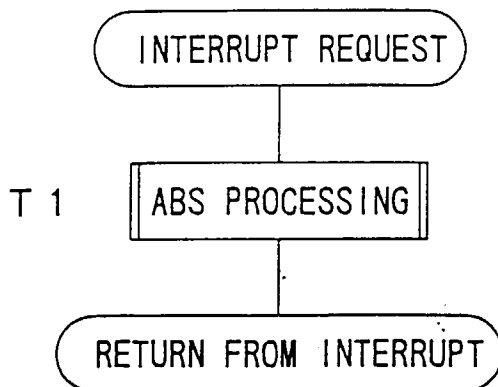 INTERRUPT REQUEST
T 1 ABS PROCESSING
RETURN FROM INTERRUPT